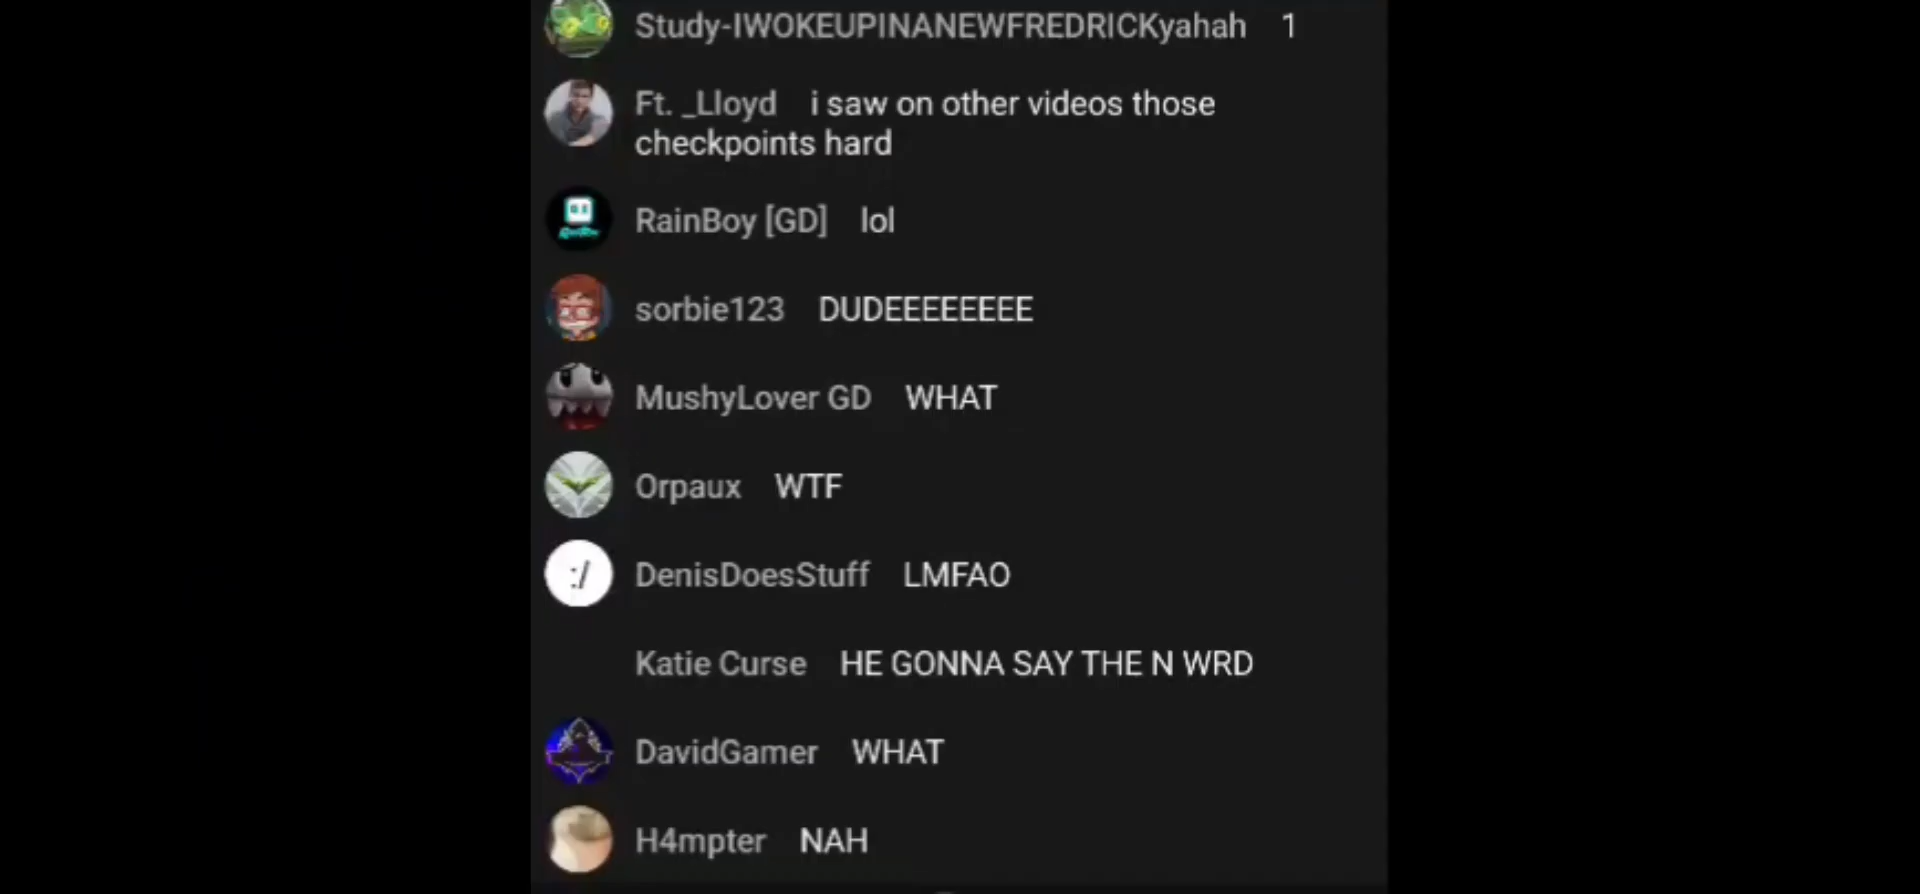 Study-IWOKEUPINANEWFREDRICKyahah 1
Ft. _Lloyd i saw on other videos those
checkpoints hard
RainBoy [GD] lol
sorbie123 DUDEEEEEEEE
MushyLover GD WHAT
Orpaux WTF
:/ DenisDoesStuff LMFAO
Katie Curse HE GONNA SAY THE N WRD
DavidGamer WHAT
H4mpter NAH